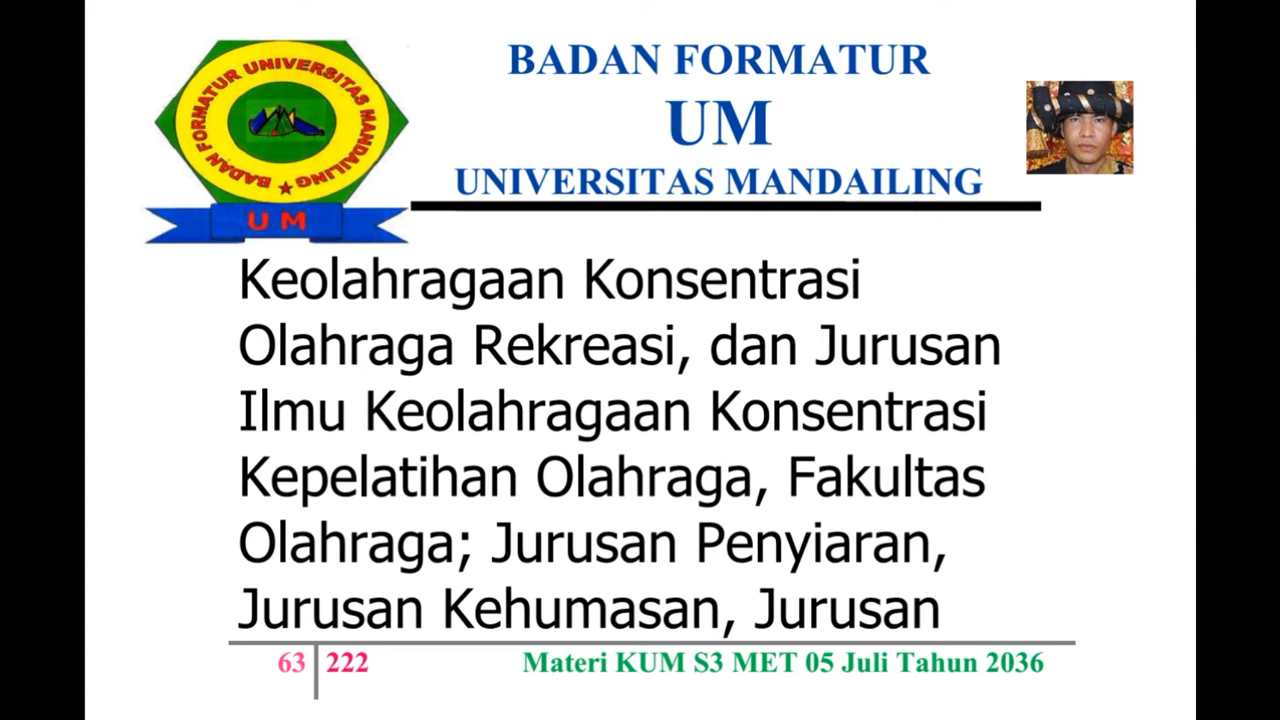 BADAN FORMATUR UNIVERSITAS MANDAILING
U M
BADAN FORMATUR
UM
UNIVERSITAS MANDAILING
Keolahragaan Konsentrasi
Olahraga Rekreasi, dan Jurusan
Ilmu Keolahragaan Konsentrasi
Kepelatihan Olahraga, Fakultas
Olahraga; Jurusan Penyiaran,
Jurusan Kehumasan, Jurusan
63 222 Materi KUM S3 MET 05 Juli Tahun 2036